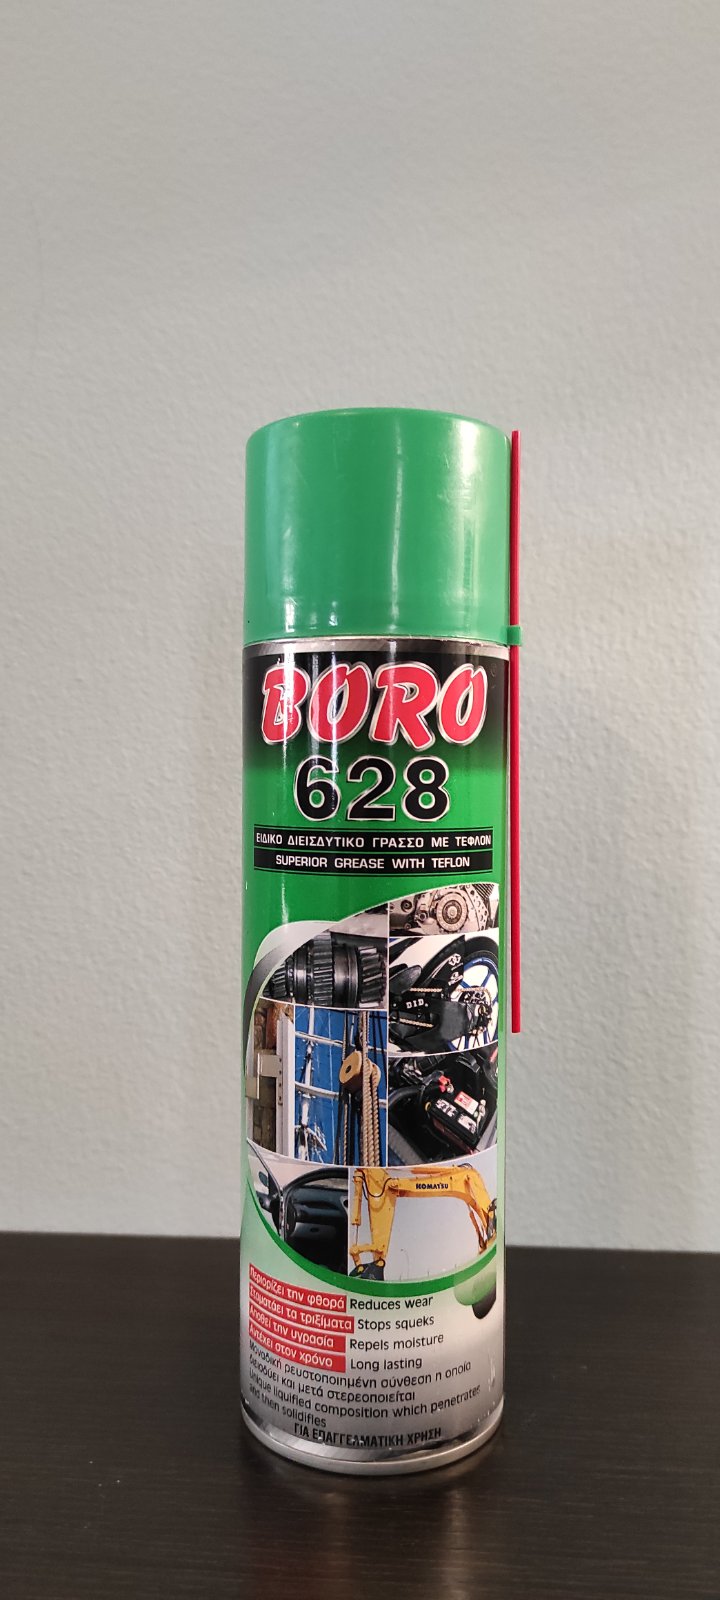 BORO
628
ΕΙΔΙΚΟ ΔΙΕΙΣΔΥΤΙΚΟ ΓΡΑΣΣΟ ΜΕ ΤΕΦΛΟΝ
SUPERIOR GREASE WITH TEFLON
D.I.D.
KOMATSU
Περιορίζει την φθορά Reduces wear
Σταματάει τα τριξίματα Stops squeks
Απωθεί την υγρασία Repels moisture
Αντέχει στον χρόνο Long lasting
Μοναδική ρευστοποιημένη σύνθεση η οποία
διεισδύει και μετά στερεοποιείται
Unique liquified composition which penetrates
and then solidifies
ΓΙΑ ΕΠΑΓΓΕΛΜΑΤΙΚΗ ΧΡΗΣΗ